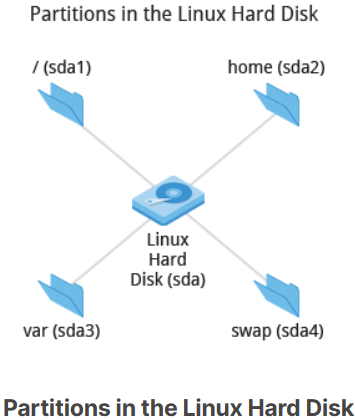 Partitions in the Linux Hard Disk
/ (sda1)
home (sda2)
Linux
Hard
Disk (sda)
var (sda3)
swap (sda4)
Partitions in the Linux Hard Disk